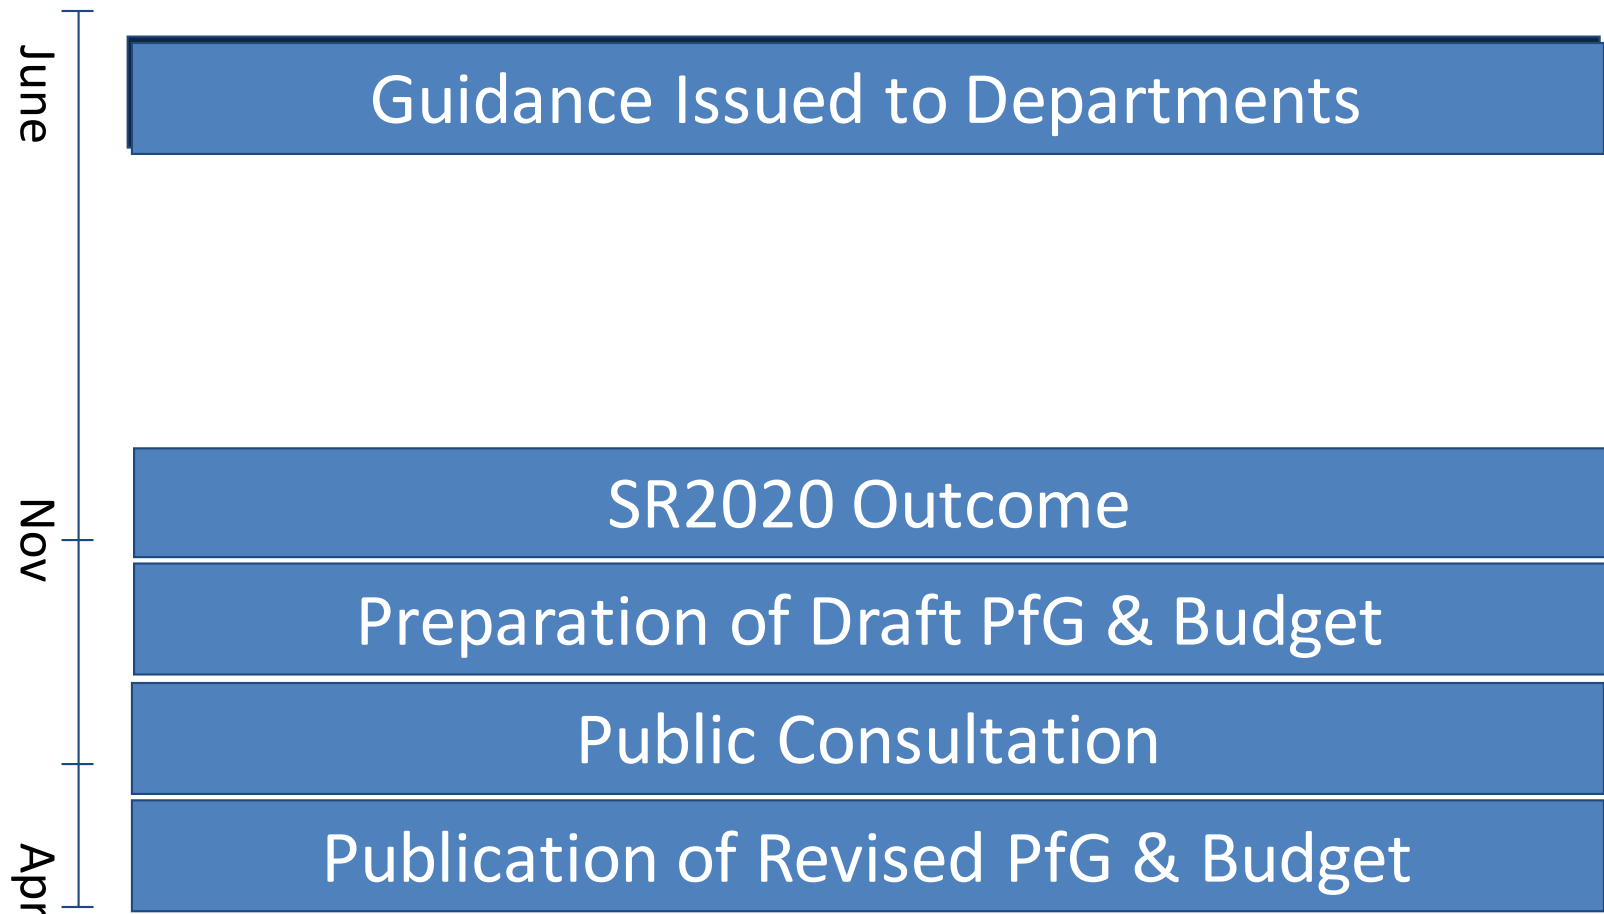 June
Guidance Issued to Departments
SR2020 Outcome
Nov
Preparation of Draft PfG & Budget
Public Consultation
Apr
Publication of Revised PfG & Budget